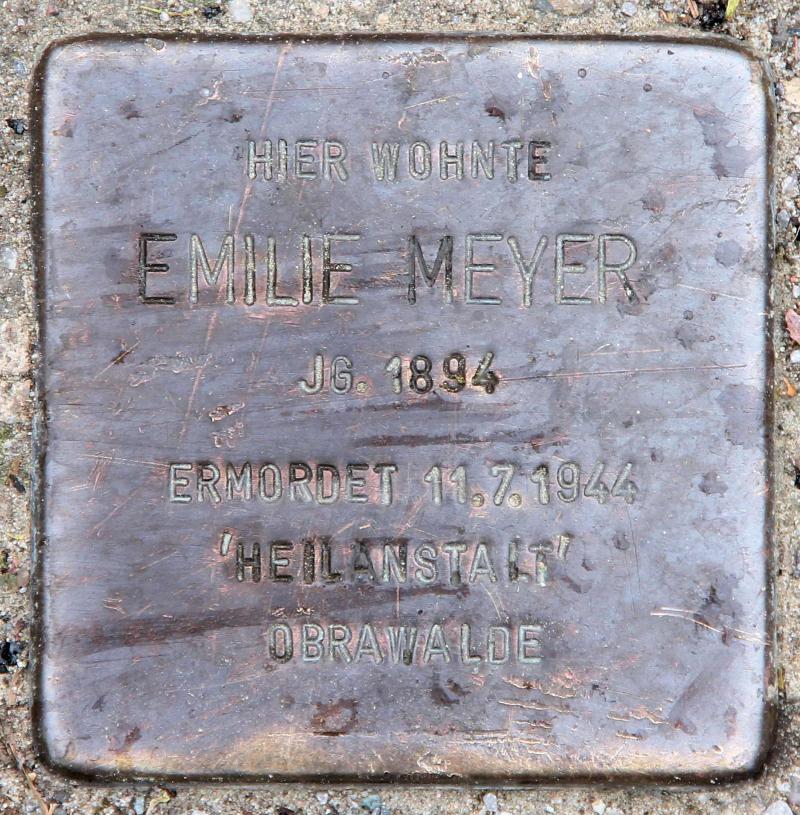 HIER WOHNTE
EMILIE MEYER
JG. 1894
ERMORDET 11.7.1944
'HEILANSTALT'
OBRAWALDE